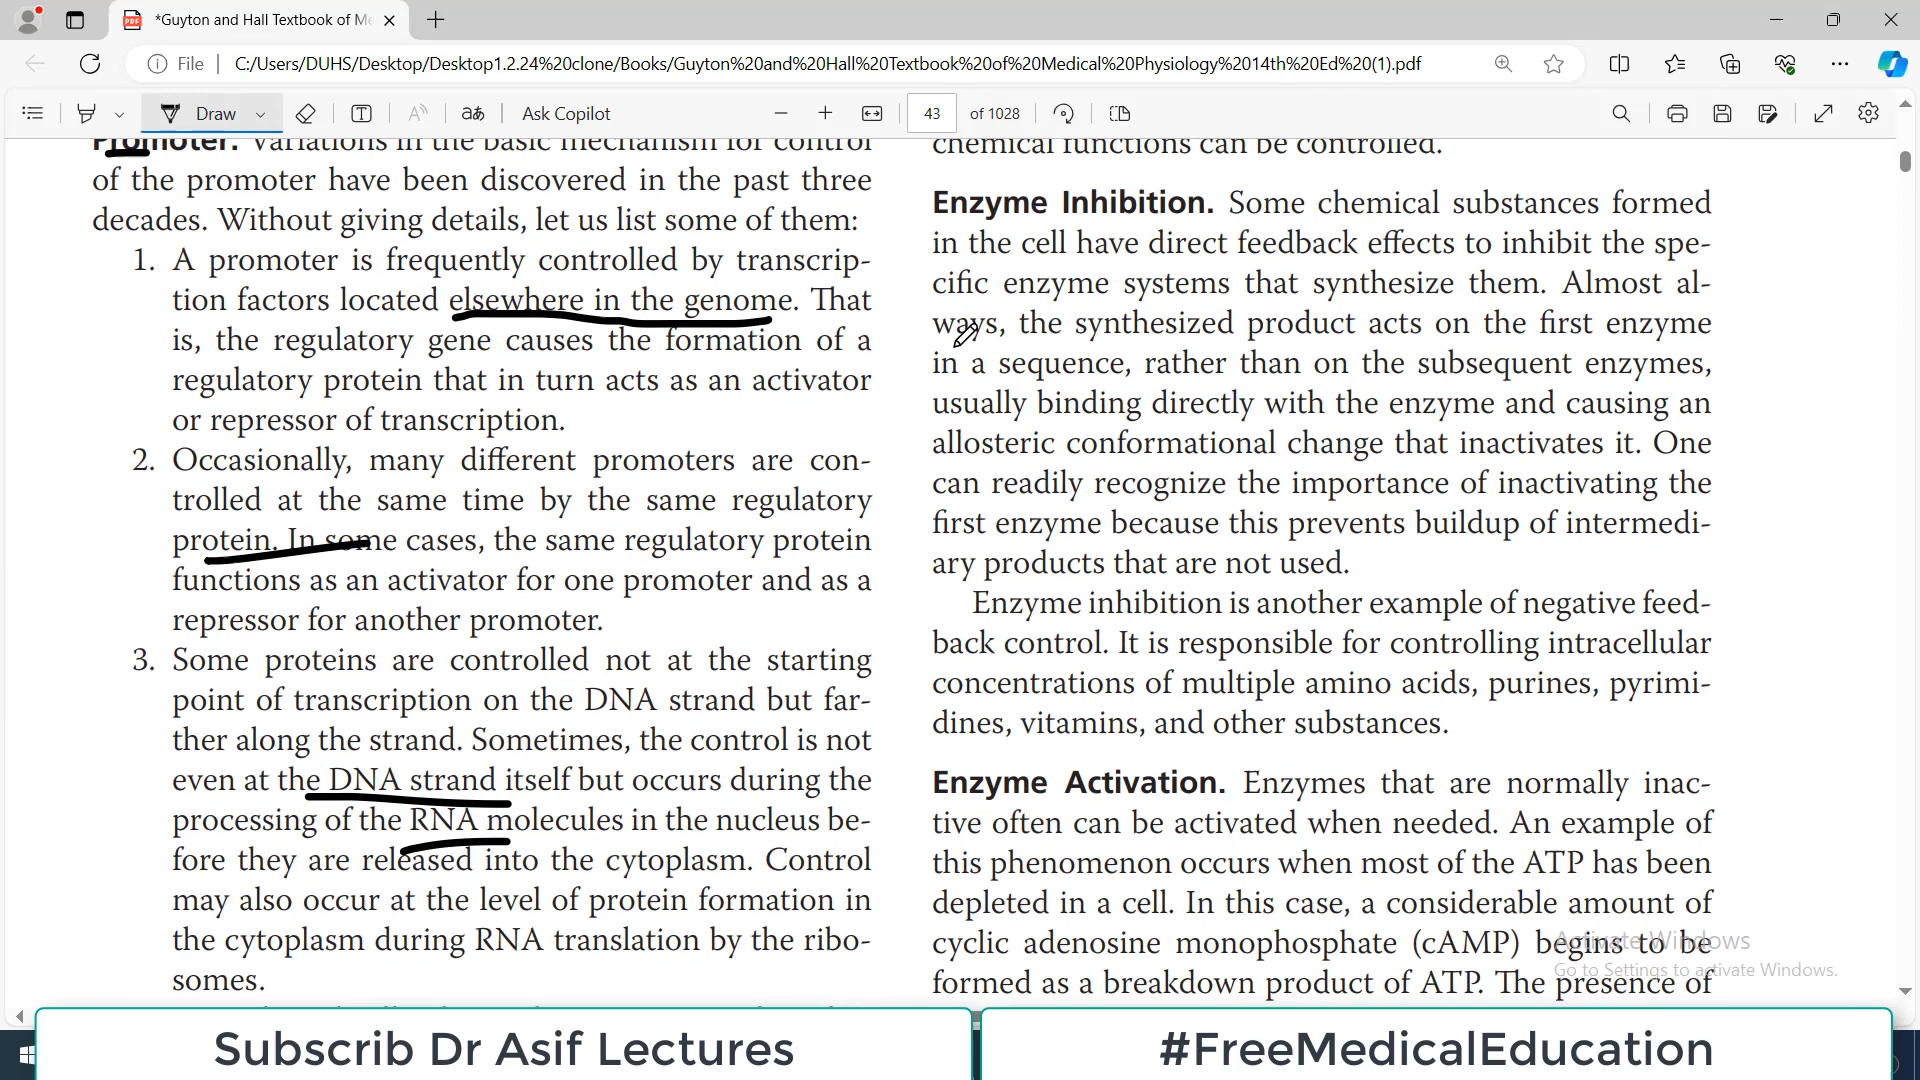 *Guyton and Hall Textbook of Me
File
C:/Users/DUHS/Desktop/Desktop1.2.24%20clone/Books/Guyton%20and%20Hall%20Textbook%20of%20Medical%20Physiology%2014th%20Ed%20(1).pdf
Draw
Ask Copilot
43 of 1028
Promoter. Variations in the basic mechanism for control
of the promoter have been discovered in the past three
decades. Without giving details, let us list some of them:
1. A promoter is frequently controlled by transcrip-
tion factors located elsewhere in the genome. That
is, the regulatory gene causes the formation of a
regulatory protein that in turn acts as an activator
or repressor of transcription.
2. Occasionally, many different promoters are con-
trolled at the same time by the same regulatory
protein. In some cases, the same regulatory protein
functions as an activator for one promoter and as a
repressor for another promoter.
3. Some proteins are controlled not at the starting
point of transcription on the DNA strand but far-
ther along the strand. Sometimes, the control is not
even at the DNA strand itself but occurs during the
processing of the RNA molecules in the nucleus be-
fore they are released into the cytoplasm. Control
may also occur at the level of protein formation in
the cytoplasm during RNA translation by the ribo-
somes.
chemical functions can be controlled.
Enzyme Inhibition. Some chemical substances formed
in the cell have direct feedback effects to inhibit the spe-
cific enzyme systems that synthesize them. Almost al-
ways, the synthesized product acts on the first enzyme
in a sequence, rather than on the subsequent enzymes,
usually binding directly with the enzyme and causing an
allosteric conformational change that inactivates it. One
can readily recognize the importance of inactivating the
first enzyme because this prevents buildup of intermedi-
ary products that are not used.
Enzyme inhibition is another example of negative feed-
back control. It is responsible for controlling intracellular
concentrations of multiple amino acids, purines, pyrimi-
dines, vitamins, and other substances.
Enzyme Activation. Enzymes that are normally inac-
tive often can be activated when needed. An example of
this phenomenon occurs when most of the ATP has been
depleted in a cell. In this case, a considerable amount of
cyclic adenosine monophosphate (cAMP) begins to be
formed as a breakdown product of ATP. The presence of
Activate Windows
Go to Settings to activate Windows.
Subscrib Dr Asif Lectures
#FreeMedicalEducation